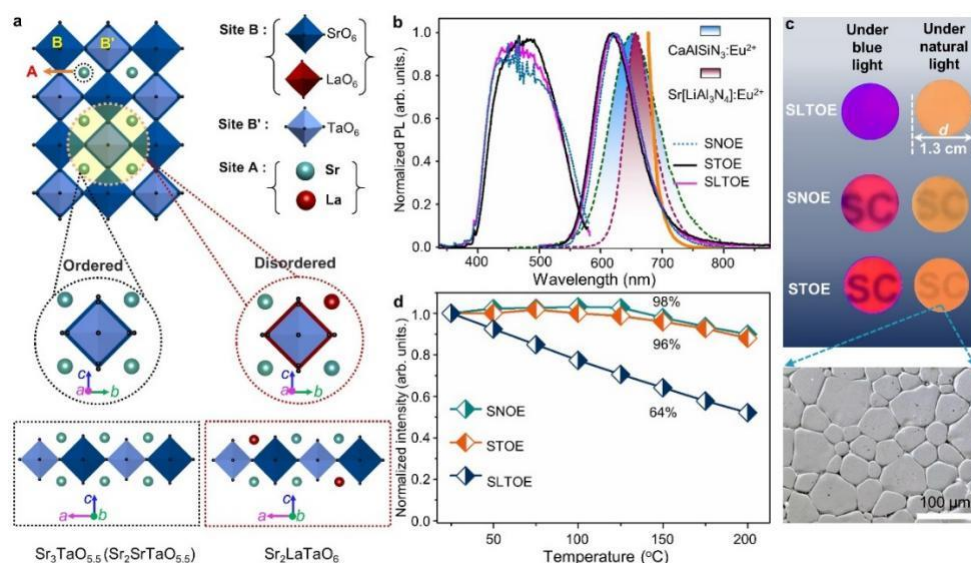 a
B
B'
A
Site B :
SrO₆
LaO₆
Site B' :
TaO₆
Site A :
Sr
La
Ordered
Disordered
c
a
b
c
a
b
c
a
b
c
a
b
Sr₃TaO₅.₅ (Sr₂SrTaO₅.₅)
Sr₂LaTaO₆
b
Normalized PL (arb. units.)
1.0
0.8
0.6
0.4
0.2
0.0
400
500
600
700
800
Wavelength (nm)
CaAlSiN₃:Eu²⁺
Sr[LiAl₃N₄]:Eu²⁺
SNOE
STOE
SLTOE
c
Under blue light
Under natural light
SLTOE
d
1.3 cm
SNOE
SC
SC
STOE
SC
SC
100 μm
d
Normalized intensity (arb. units.)
1.0
0.8
0.6
0.4
0.2
0.0
98%
96%
64%
SNOE
STOE
SLTOE
25
50
75
100
125
150
175
200
Temperature (°C)